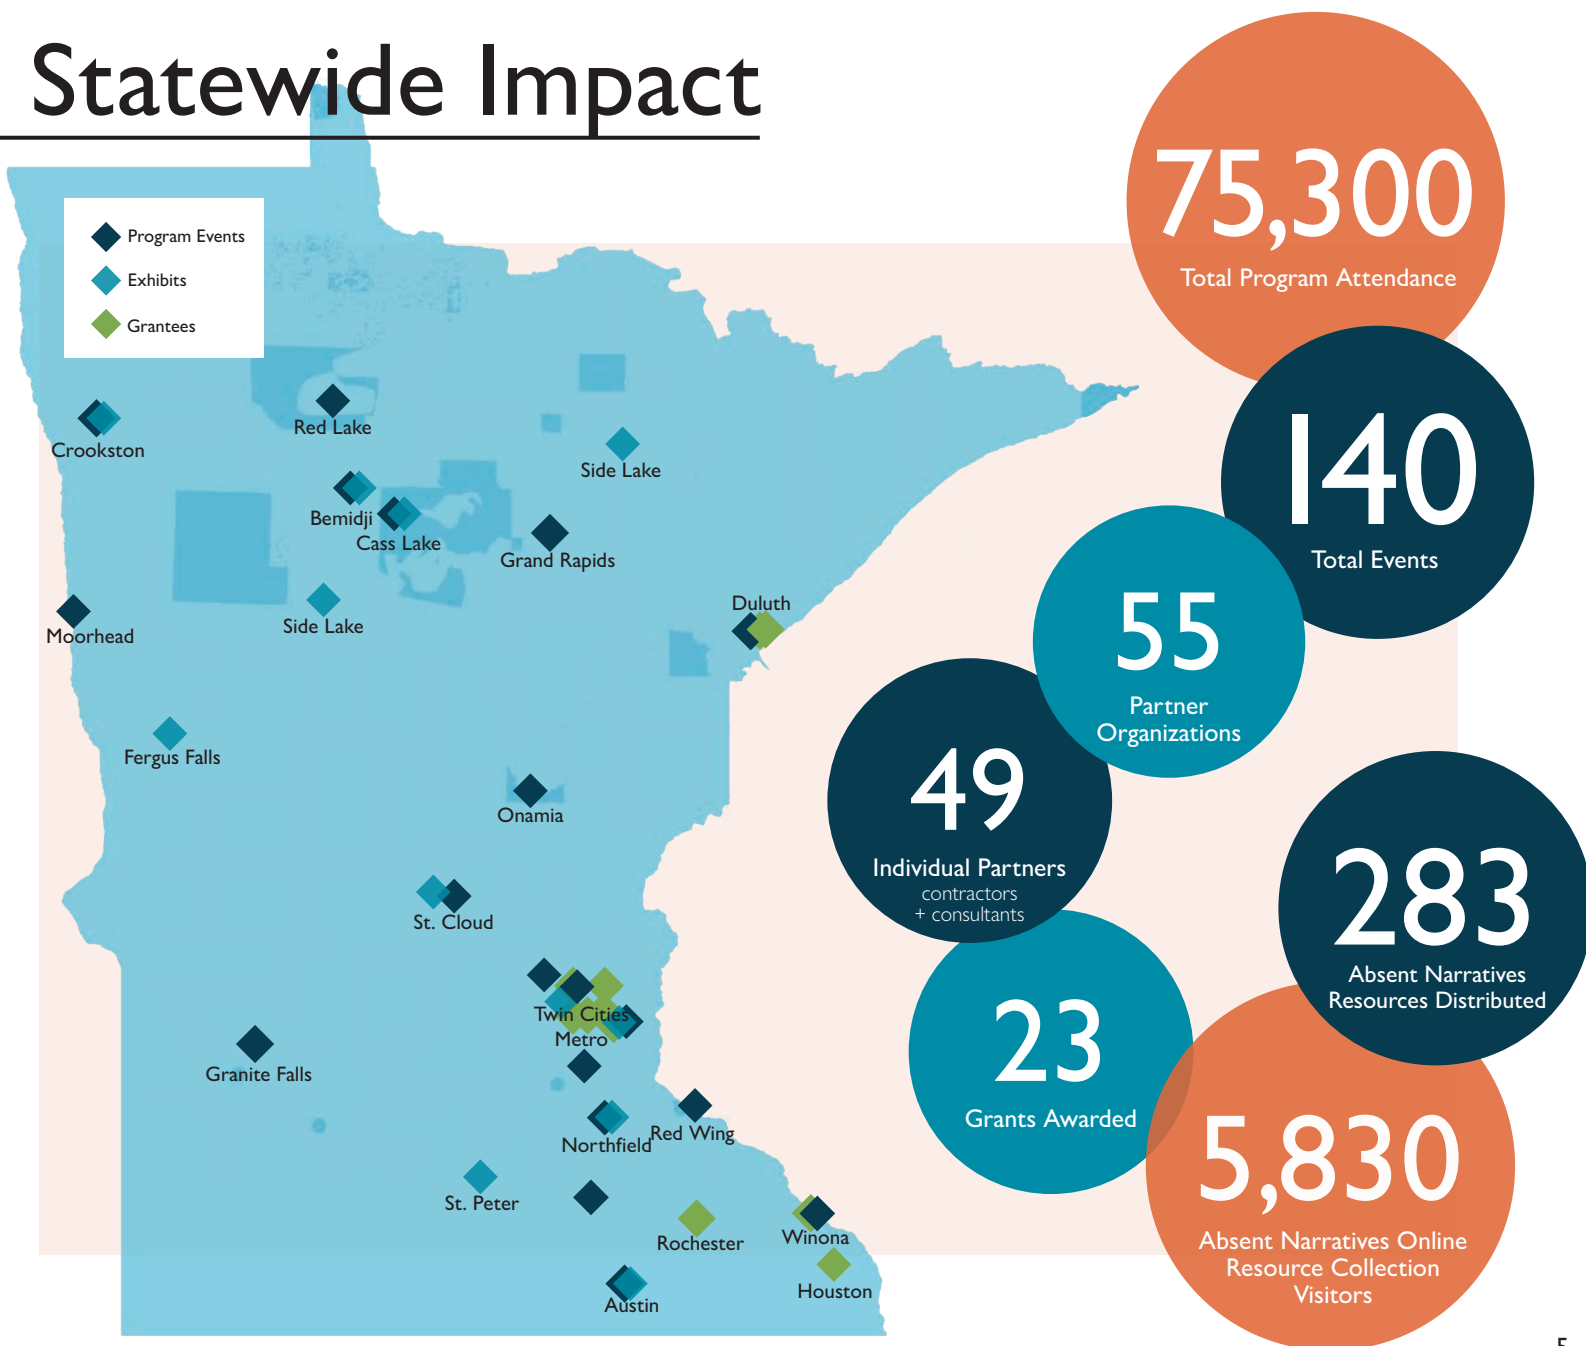 Statewide Impact
Program Events
Exhibits
Grantees
Crookston
Red Lake
Side Lake
Bemidji
Cass Lake
Grand Rapids
Side Lake
Moorhead
Duluth
Fergus Falls
Onamia
St. Cloud
Twin Cities
Metro
Granite Falls
Northfield
Red Wing
St. Peter
Rochester
Winona
Houston
Austin
75,300
Total Program Attendance
140
Total Events
55
Partner
Organizations
49
Individual Partners
contractors
+ consultants
283
Absent Narratives
Resources Distributed
23
Grants Awarded
5,830
Absent Narratives Online
Resource Collection
Visitors
5